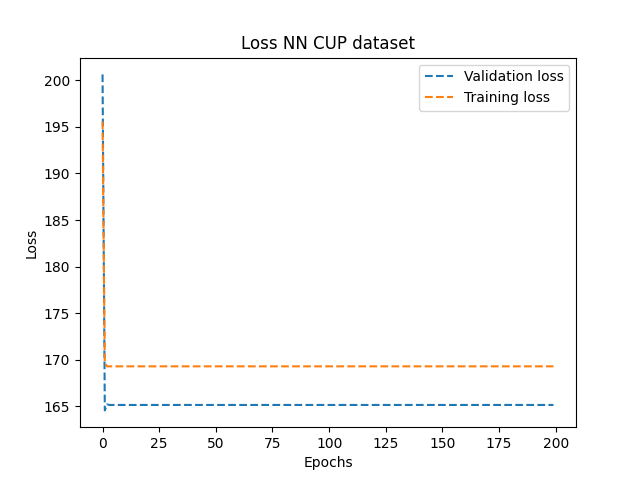 Loss NN CUP dataset
Validation loss
Training loss
200
195
190
185
180
175
170
165
Loss
0 25 50 75 100 125 150 175 200
Epochs